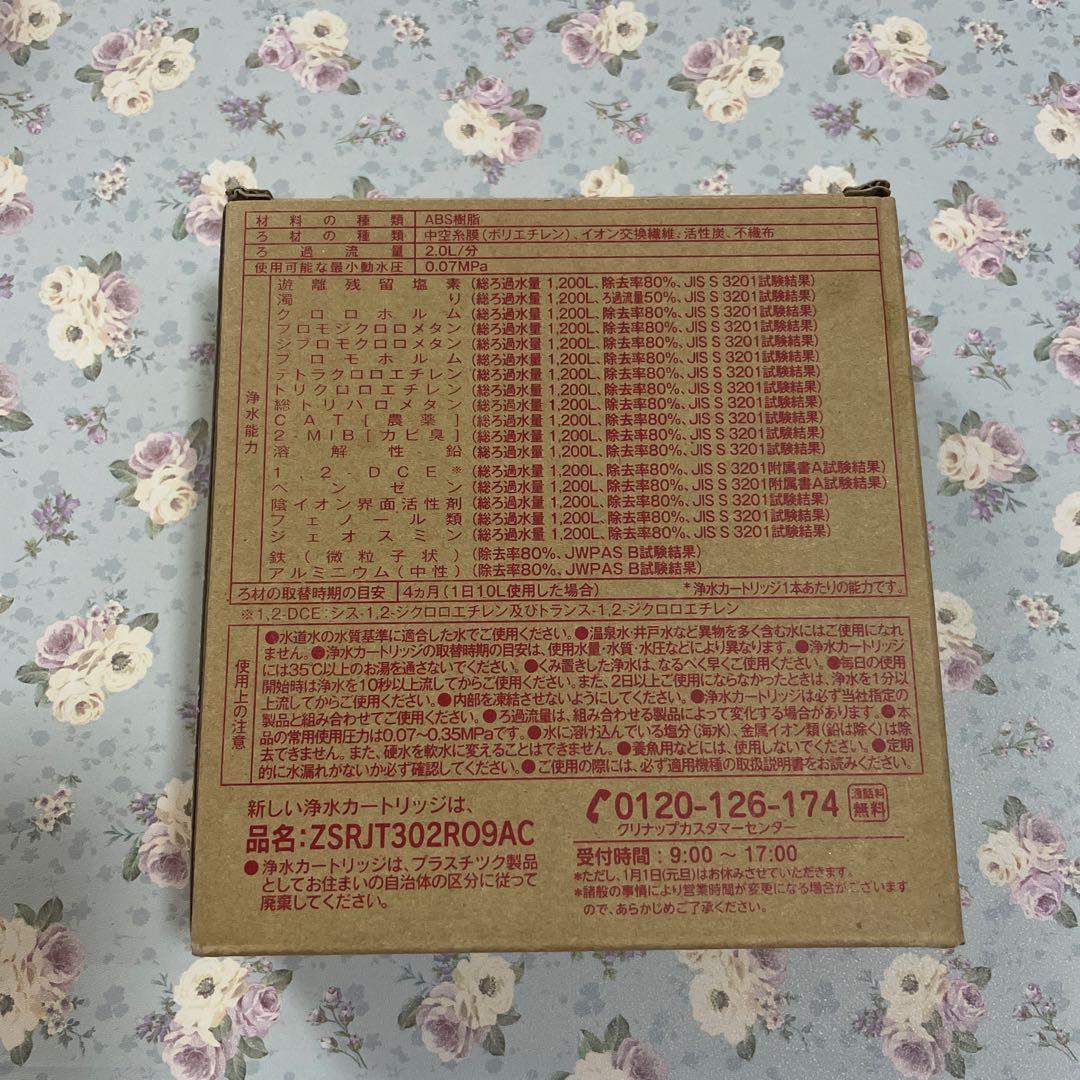 材料の種類 ABS樹脂
ろ材の種類 中空糸膜(ポリエチレン)、イオン交換繊維、活性炭、不織布
ろ過流量 2.0L/分
使用可能な最小動水圧 0.07MPa
浄水能力
遊離残留塩素(総ろ過水量 1,200L、除去率80%、JIS S 3201試験結果)
濁り(総ろ過水量 1,200L、ろ過流量50%、JIS S 3201試験結果)
クロロホルム(総ろ過水量 1,200L、除去率80%、JIS S 3201試験結果)
ブロモジクロロメタン(総ろ過水量 1,200L、除去率80%、JIS S 3201試験結果)
ジブロモクロロメタン(総ろ過水量 1,200L、除去率80%、JIS S 3201試験結果)
ブロモホルム(総ろ過水量 1,200L、除去率80%、JIS S 3201試験結果)
テトラクロロエチレン(総ろ過水量 1,200L、除去率80%、JIS S 3201試験結果)
トリクロロエチレン(総ろ過水量 1,200L、除去率80%、JIS S 3201試験結果)
総トリハロメタン(総ろ過水量 1,200L、除去率80%、JIS S 3201試験結果)
CAT[農薬](総ろ過水量 1,200L、除去率80%、JIS S 3201試験結果)
2-MIB[カビ臭](総ろ過水量 1,200L、除去率80%、JIS S 3201試験結果)
溶解性鉛(総ろ過水量 1,200L、除去率80%、JIS S 3201試験結果)
1,2-DCE※(総ろ過水量 1,200L、除去率80%、JIS S 3201附属書A試験結果)
ベンゼン(総ろ過水量 1,200L、除去率80%、JIS S 3201附属書A試験結果)
陰イオン界面活性剤(総ろ過水量 1,200L、除去率80%、JIS S 3201試験結果)
フェノール類(総ろ過水量 1,200L、除去率80%、JIS S 3201試験結果)
ジェオスミン(総ろ過水量 1,200L、除去率80%、JIS S 3201試験結果)
鉄(微粒子状)(除去率80%、JWPAS B試験結果)
アルミニウム(中性)(除去率80%、JWPAS B試験結果)
ろ材の取替時期の目安 4ヵ月(1日10L使用した場合) *浄水カートリッジ1本あたりの能力です。
※1,2-DCE:シス-1,2-ジクロロエチレン及びトランス-1,2-ジクロロエチレン
使用上の注意
●水道水の水質基準に適合した水でご使用ください。●温泉水・井戸水など異物を多く含む水にはご使用になれ
ません。●浄水カートリッジの取替時期の目安は、使用水量・水質・水圧などにより異なります。●浄水カートリッジ
には35℃以上のお湯を通さないでください。●くみ置きした浄水は、なるべく早くご使用ください。●毎日の使用
開始時は浄水を10秒以上流してからご使用ください。また、2日以上ご使用にならなかったときは、浄水を1分以
上流してからご使用ください。●内部を凍結させないようにしてください。●浄水カートリッジは必ず当社指定の
製品と組み合わせてご使用ください。●ろ過流量は、組み合わせる製品によって変化する場合があります。●本
品の常用使用圧力は0.07〜0.35MPaです。●水に溶け込んでいる塩分(海水)、金属イオン類(鉛は除く)は除
去できません。また、硬水を軟水に変えることはできません。●養魚用などには、使用しないでください。●定期
的に水漏れがないか必ず確認してください。●ご使用の際には、必ず適用機種の取扱説明書をお読みください。
新しい浄水カートリッジは、
品名:ZSRJT302R09AC
●浄水カートリッジは、プラスチック製品
としてお住まいの自治体の区分に従って
廃棄してください。
0120-126-174 通話料無料
クリナップカスタマーセンター
受付時間:9:00 〜 17:00
*ただし、1月1日(元旦)はお休みさせていただきます。
*諸般の事情により営業時間が変更になる場合がございます
ので、あらかじめご了承ください。